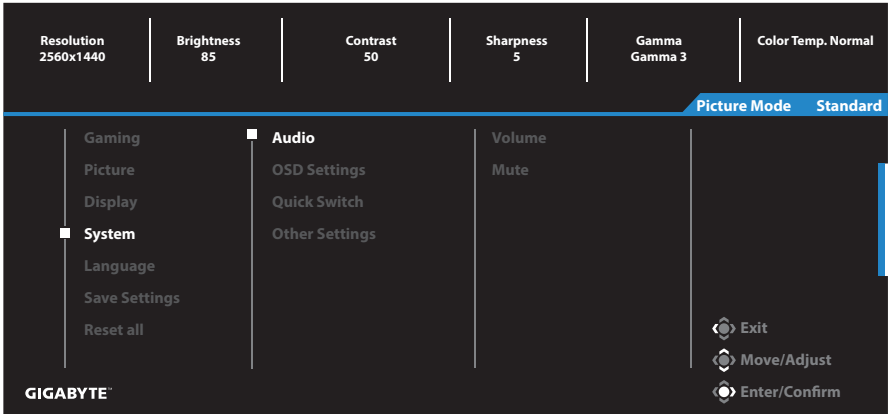 Resolution
2560x1440
Brightness
85
Contrast
50
Sharpness
5
Gamma
Gamma 3
Color Temp. Normal
Picture Mode Standard
Gaming
Picture
Display
System
Language
Save Settings
Reset all
Audio
OSD Settings
Quick Switch
Other Settings
Volume
Mute
Exit
Move/Adjust
Enter/Confirm
GIGABYTE™